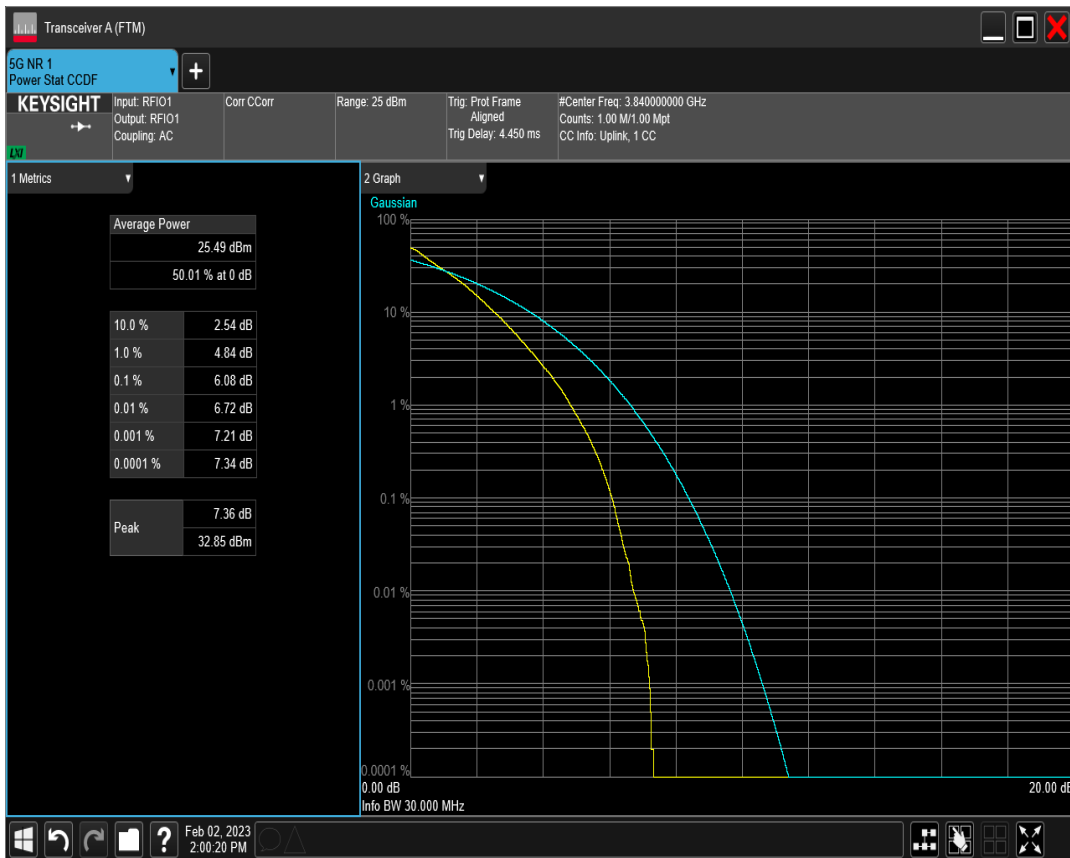 Transceiver A (FTM)
5G NR 1
Power Stat CCDF
+
KEYSIGHT
LXI
Input: RFIO1
Output: RFIO1
Coupling: AC
Corr CCorr
Range: 25 dBm
Trig: Prot Frame
Aligned
Trig Delay: 4.450 ms
#Center Freq: 3.840000000 GHz
Counts: 1.00 M/1.00 Mpt
CC Info: Uplink, 1 CC
1 Metrics
Average Power
25.49 dBm
50.01 % at 0 dB
10.0 % 2.54 dB
1.0 % 4.84 dB
0.1 % 6.08 dB
0.01 % 6.72 dB
0.001 % 7.21 dB
0.0001 % 7.34 dB
Peak
7.36 dB
32.85 dBm
2 Graph
Gaussian
100 %
10 %
1 %
0.1 %
0.01 %
0.001 %
0.0001 %
0.00 dB 20.00 dB
Info BW 30.000 MHz
?
Feb 02, 2023
2:00:20 PM